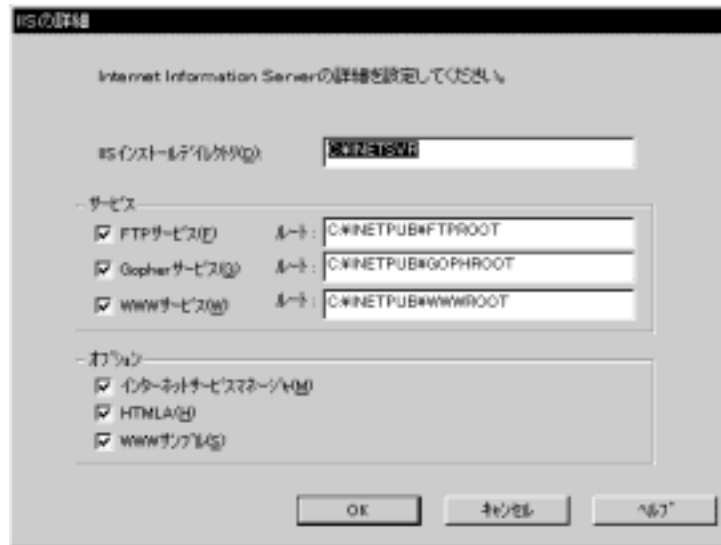 IISの詳細
Internet Information Serverの詳細を設定してください。
IISインストールディレクトリ(D): C:¥INETSVR
サービス
FTPサービス(F) ルート: C:¥INETPUB¥FTPROOT
Gopherサービス(G) ルート: C:¥INETPUB¥GOPHROOT
WWWサービス(W) ルート: C:¥INETPUB¥WWWROOT
オプション
インターネットサービスマネージャ(M)
HTMLA(H)
WWWサンプル(S)
OK キャンセル ヘルプ